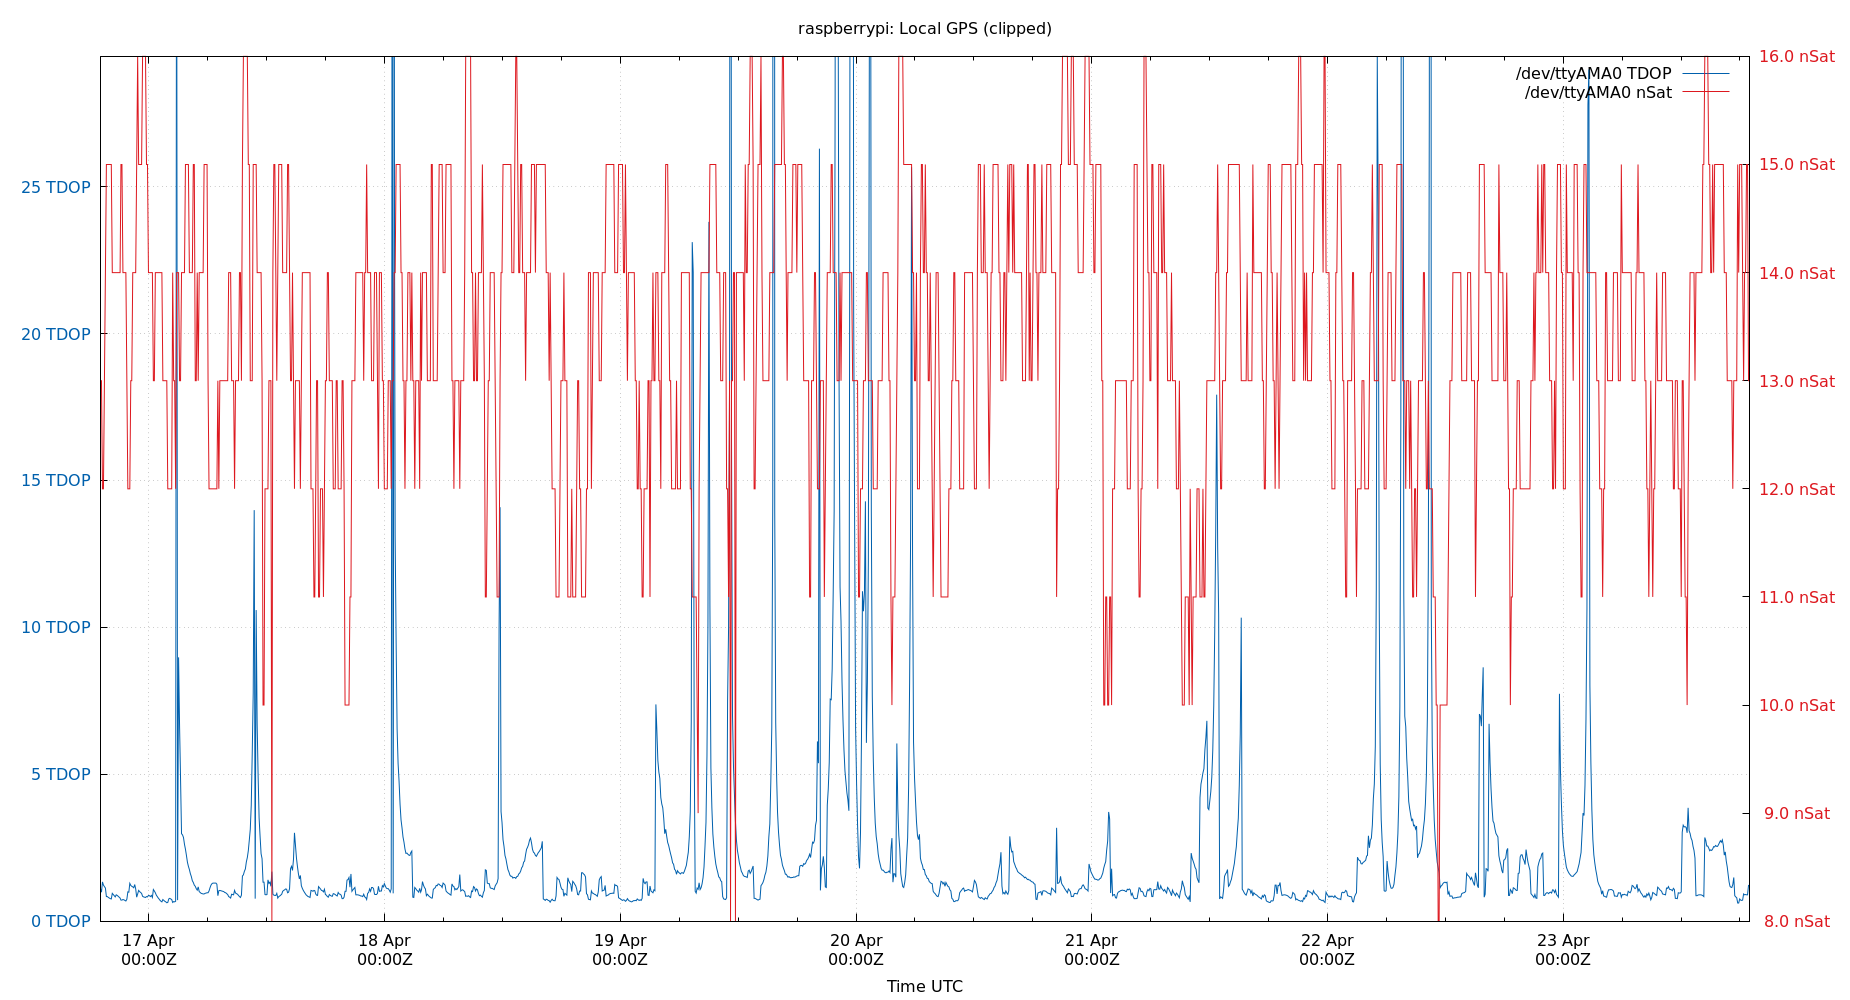 raspberrypi: Local GPS (clipped)
/dev/ttyAMA0 TDOP
/dev/ttyAMA0 nSat
25 TDOP
20 TDOP
15 TDOP
10 TDOP
5 TDOP
0 TDOP
16.0 nSat
15.0 nSat
14.0 nSat
13.0 nSat
12.0 nSat
11.0 nSat
10.0 nSat
9.0 nSat
8.0 nSat
17 Apr
00:00Z
18 Apr
00:00Z
19 Apr
00:00Z
20 Apr
00:00Z
21 Apr
00:00Z
22 Apr
00:00Z
23 Apr
00:00Z
Time UTC